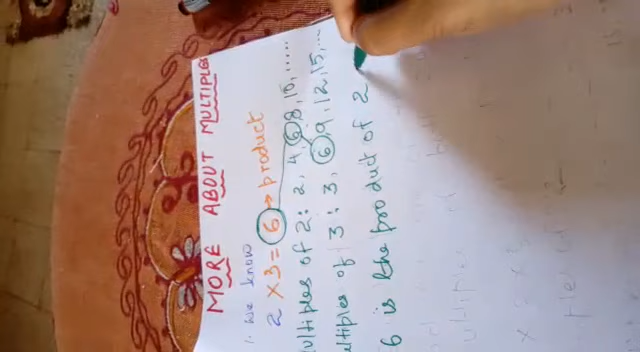 MORE ABOUT MULTIPLES
1. We know
2 X 3 = 6 → product
ultiples of 2 : 2, 4, 6, 8, 10, ......
ultiples of 3 : 3, 6, 9, 12, 15, ...
6 is the product of 2